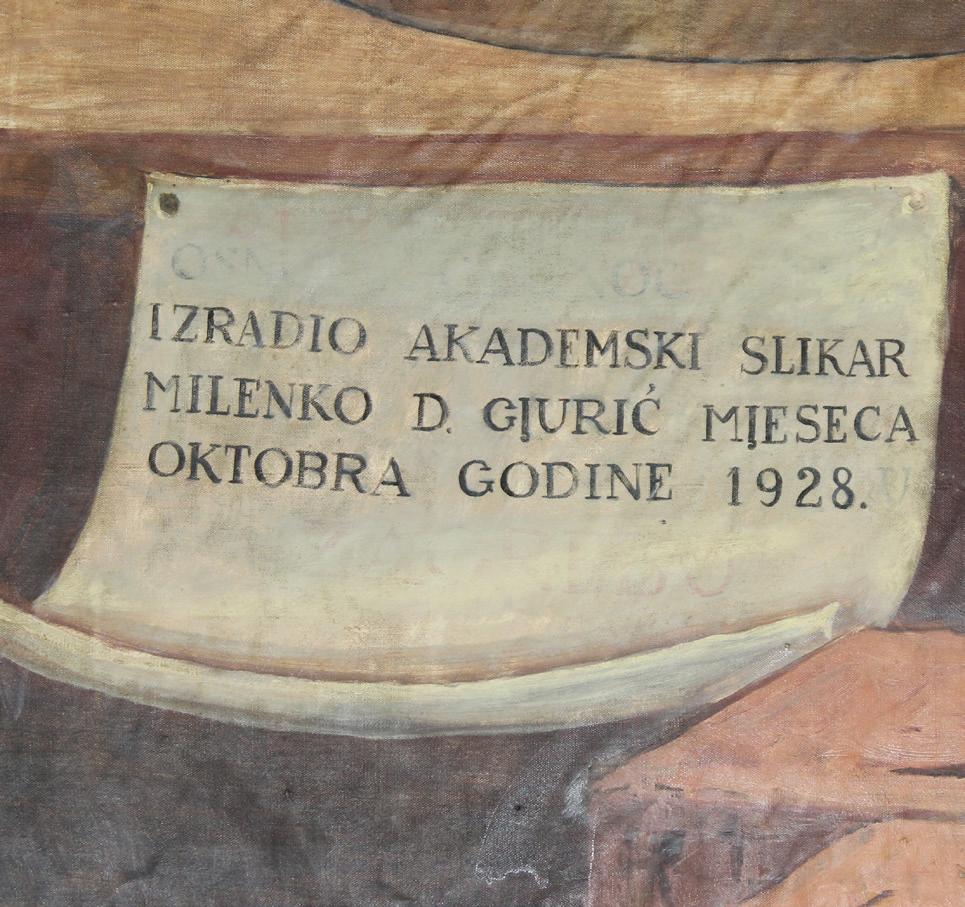 IZRADIO AKADEMSKI SLIKAR
MILENKO D. GJURIĆ MJESECA
OKTOBRA GODINE 1928.